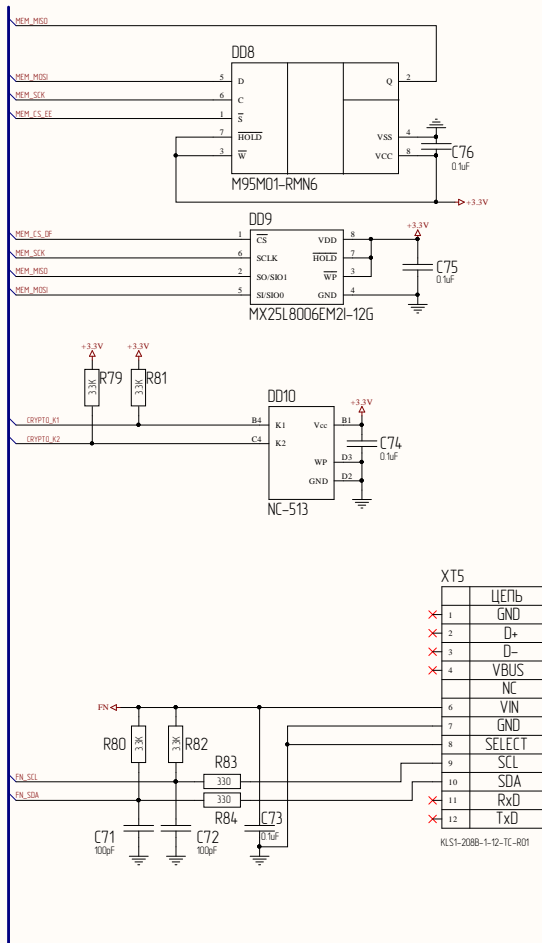 MEM_MISO
DD8
MEM_MOSI 5 D Q 2
MEM_SCK 6 C
MEM_CS_EE 1 S
7 HOLD VSS 4
3 W VCC 8
C76
0.1uF
M95M01-RMN6
+3.3V
DD9
+3.3V
MEM_CS_DF 1 CS VDD 8
MEM_SCK 6 SCLK HOLD 7
MEM_MISO 2 SO/SIO1 WP 3
MEM_MOSI 5 SI/SIO0 GND 4
C75
0.1uF
MX25L8006EM2I-12G
+3.3V +3.3V
R79 R81
3.3K 3.3K
DD10
+3.3V
CRYPTO_K1 B4 K1 Vcc B1
CRYPTO_K2 C4 K2
WP D3
GND D2
C74
0.1uF
NC-513
XT5
ЦЕПЬ
1 GND
2 D+
3 D-
4 VBUS
NC
FN 6 VIN
7 GND
8 SELECT
9 SCL
10 SDA
11 RxD
12 TxD
KLS1-208B-1-12-TC-R01
R80 3.3K R82 3.3K
R83
FN_SCL 330
FN_SDA 330
R84
C71
100pF
C72
100pF
C73
0.1uF